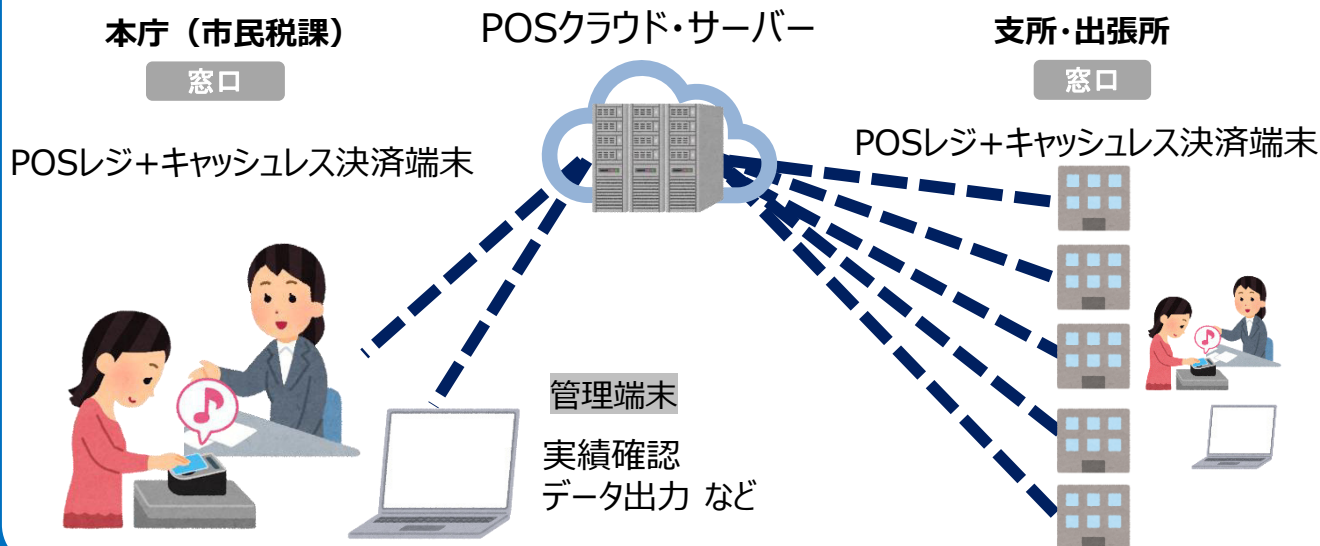 本庁（市民税課）
窓口
POSレジ+キャッシュレス決済端末
POSクラウド・サーバー
管理端末
実績確認
データ出力 など
支所・出張所
窓口
POSレジ+キャッシュレス決済端末